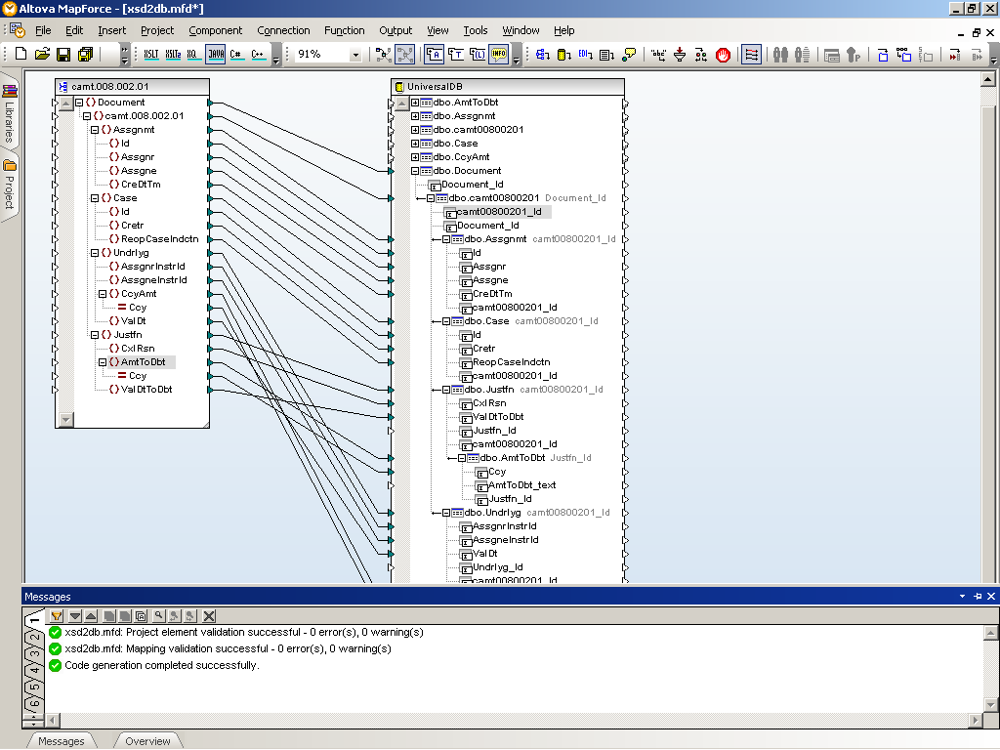 Altova MapForce - [xsd2db.mfd*]
File Edit Insert Project Component Connection Function Output View Tools Window Help
XSLT XSLT2 XQ JAVA C# C++ 91% INFO
Libraries
Project
camt.008.002.01
Document
camt.008.002.01
Assgnmt
Id
Assgnr
Assgne
CreDtTm
Case
Id
Cretr
ReopCaseIndctn
Undrlyg
AssgnrInstrId
AssgneInstrId
CcyAmt
Ccy
ValDt
Justfn
CxlRsn
AmtToDbt
Ccy
ValDtToDbt
UniversalDB
dbo.AmtToDbt
dbo.Assgnmt
dbo.camt00800201
dbo.Case
dbo.CcyAmt
dbo.Document
Document_Id
dbo.camt00800201 Document_Id
camt00800201_Id
Document_Id
dbo.Assgnmt camt00800201_Id
Id
Assgnr
Assgne
CreDtTm
camt00800201_Id
dbo.Case camt00800201_Id
Id
Cretr
ReopCaseIndctn
camt00800201_Id
dbo.Justfn camt00800201_Id
CxlRsn
ValDtToDbt
Justfn_Id
camt00800201_Id
dbo.AmtToDbt Justfn_Id
Ccy
AmtToDbt_text
Justfn_Id
dbo.Undrlyg camt00800201_Id
AssgnrInstrId
AssgneInstrId
ValDt
Undrlyg_Id
camt00800201_Id
Messages
1
2
3
4
5
6
xsd2db.mfd: Project element validation successful - 0 error(s), 0 warning(s)
xsd2db.mfd: Mapping validation successful - 0 error(s), 0 warning(s)
Code generation completed successfully.
Messages Overview